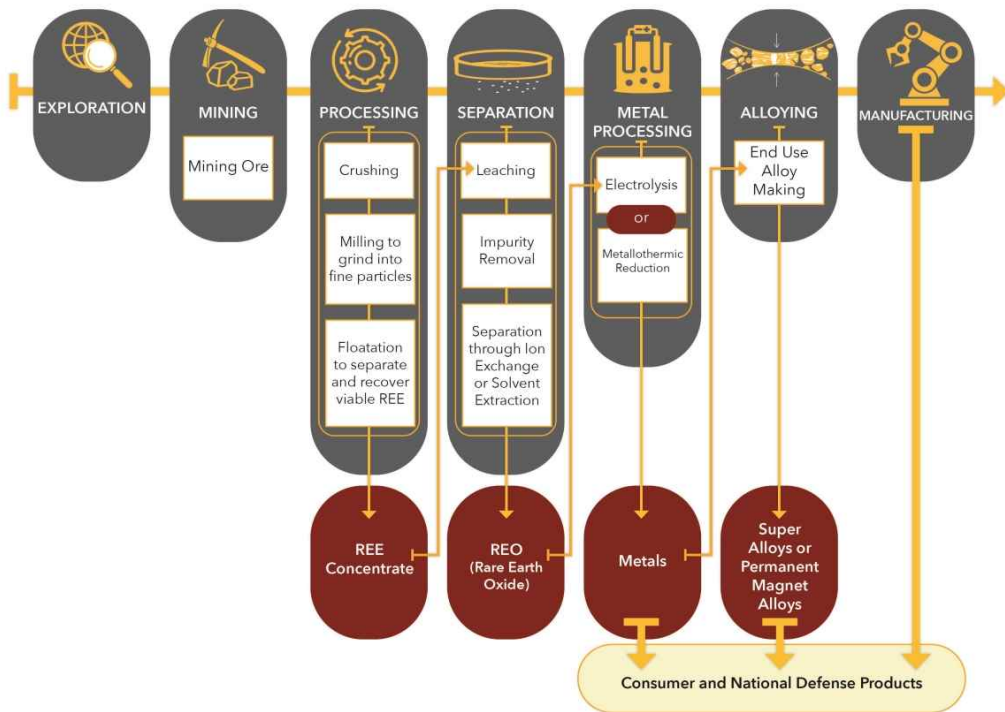 EXPLORATION
MINING
Mining Ore
PROCESSING
Crushing
Milling to
grind into
fine particles
Floatation
to separate
and recover
viable REE
REE
Concentrate
SEPARATION
Leaching
Impurity
Removal
Separation
through Ion
Exchange
or Solvent
Extraction
REO
(Rare Earth
Oxide)
METAL
PROCESSING
Electrolysis
or
Metallothermic
Reduction
Metals
ALLOYING
End Use
Alloy
Making
Super
Alloys or
Permanent
Magnet
Alloys
MANUFACTURING
Consumer and National Defense Products